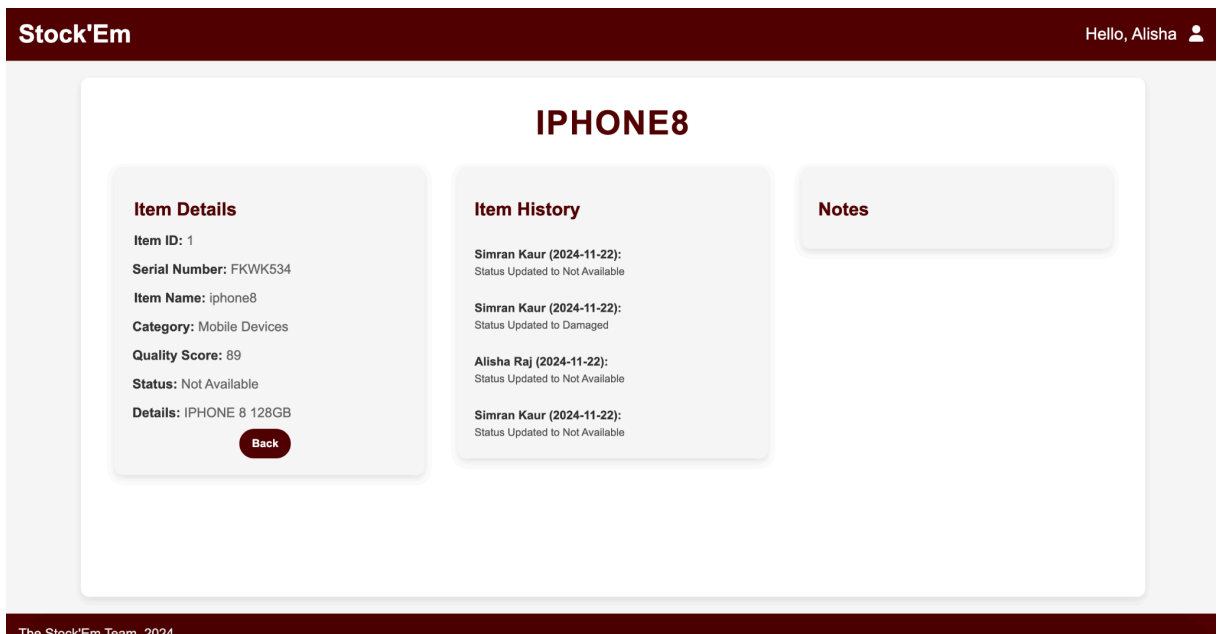 Stock'Em
Hello, Alisha
IPHONE8
Item Details
Item ID: 1
Serial Number: FKWK534
Item Name: iphone8
Category: Mobile Devices
Quality Score: 89
Status: Not Available
Details: IPHONE 8 128GB
Back
Item History
Simran Kaur (2024-11-22):
Status Updated to Not Available
Simran Kaur (2024-11-22):
Status Updated to Damaged
Alisha Raj (2024-11-22):
Status Updated to Not Available
Simran Kaur (2024-11-22):
Status Updated to Not Available
Notes
The Stock'Em Team, 2024